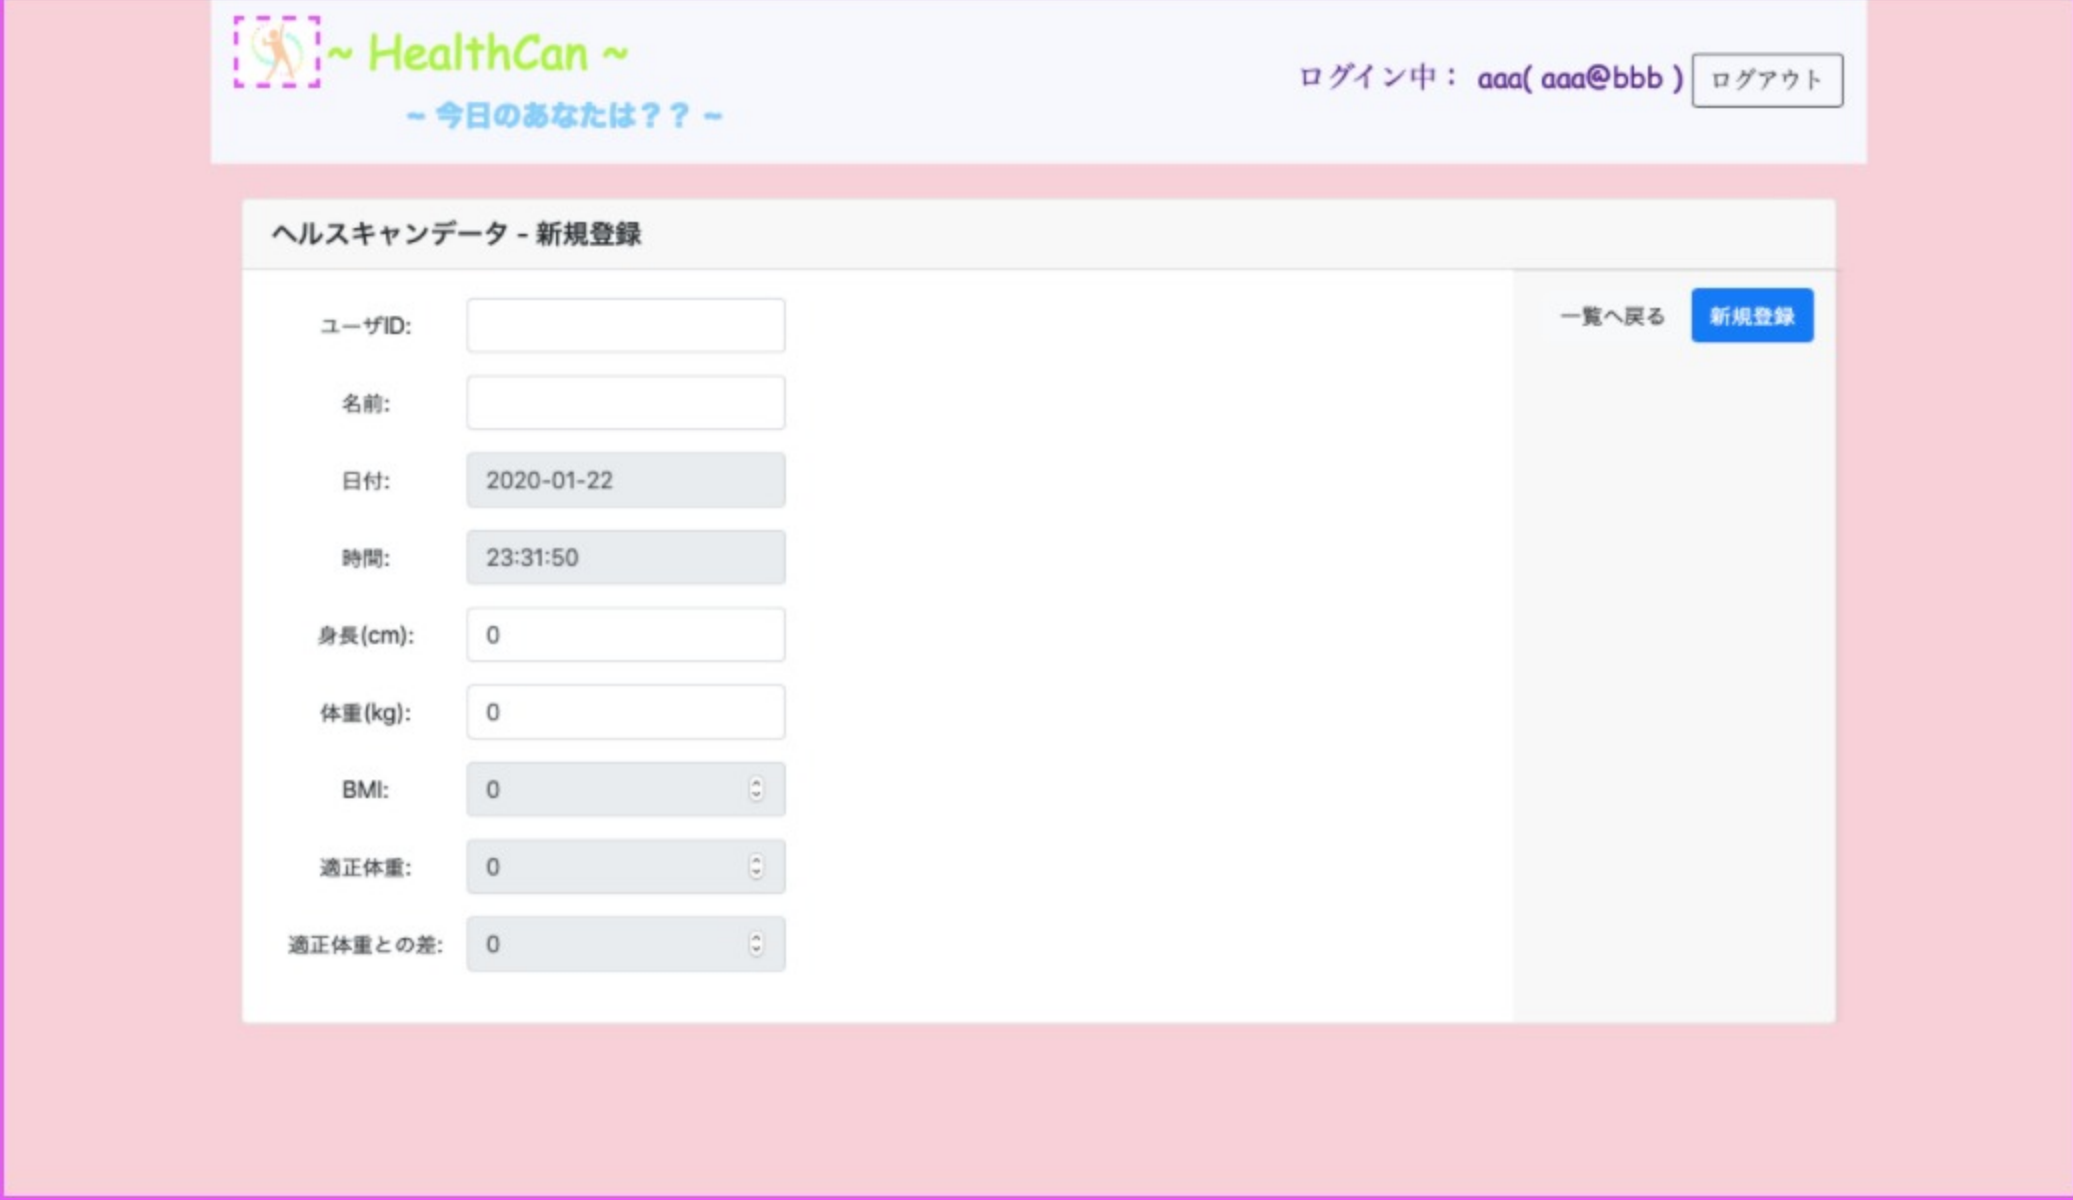 ~ HealthCan ~
~ 今日のあなたは？？ ~
ログイン中： aaa( aaa@bbb ) ログアウト
ヘルスキャンデータ - 新規登録
一覧へ戻る 新規登録
ユーザID:
名前:
日付: 2020-01-22
時間: 23:31:50
身長(cm): 0
体重(kg): 0
BMI: 0
適正体重: 0
適正体重との差: 0